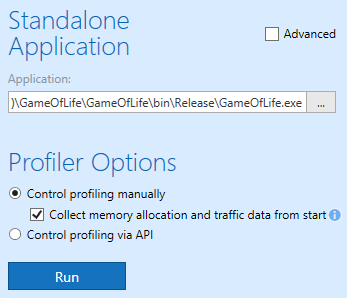 Standalone
Application
Advanced
Application:
)\GameOfLife\GameOfLife\bin\Release\GameOfLife.exe
...
Profiler Options
Control profiling manually
Collect memory allocation and traffic data from start
Control profiling via API
Run